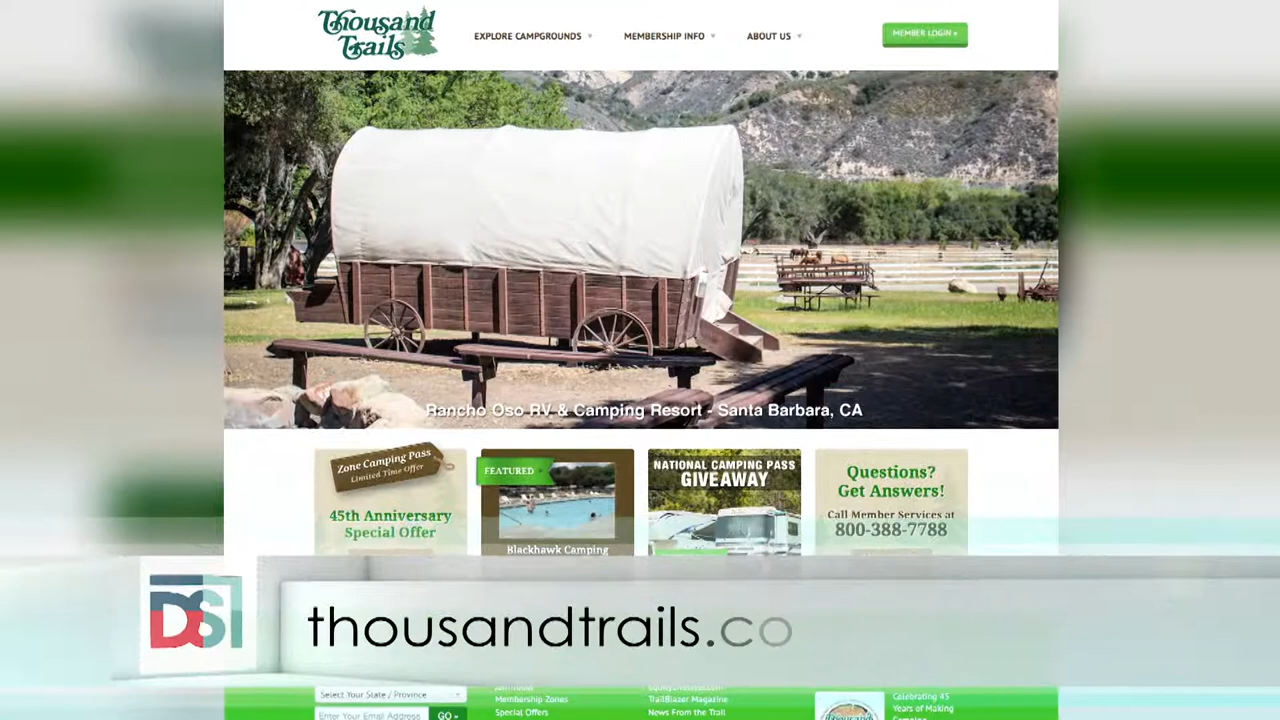 Thousand
Trails
EXPLORE CAMPGROUNDS
MEMBERSHIP INFO
ABOUT US
MEMBER LOGIN »
Rancho Oso RV & Camping Resort - Santa Barbara, CA
Zone Camping Pass
Limited Time Offer
45th Anniversary
Special Offer
FEATURED
Blackhawk Camping
NATIONAL CAMPING PASS
GIVEAWAY
Questions?
Get Answers!
Call Member Services at
800-388-7788
DSL
thousandtrails.co
Select Your State / Province
Enter Your Email Address
GO »
Membership Zones
Special Offers
TrailBlazer Magazine
News From the Trail
Thousand
Celebrating 45
Years of Making